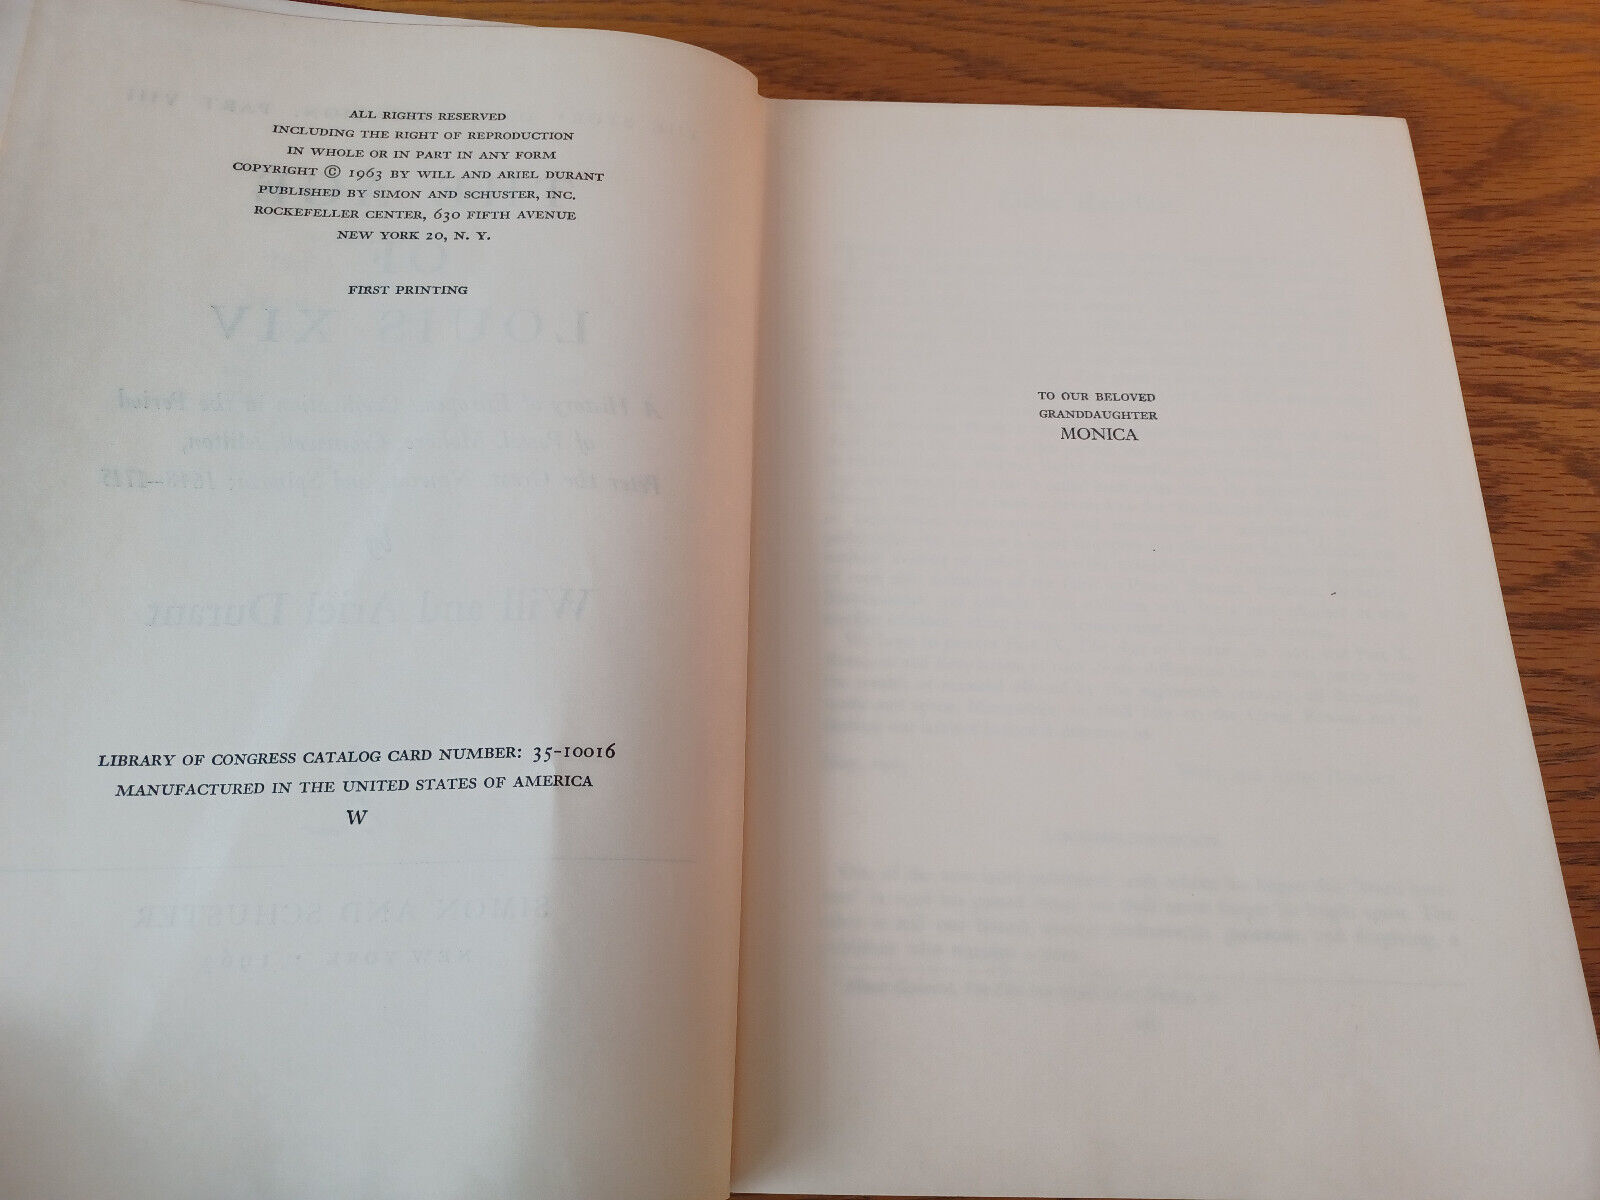 ALL RIGHTS RESERVED
INCLUDING THE RIGHT OF REPRODUCTION
IN WHOLE OR IN PART IN ANY FORM
COPYRIGHT © 1963 BY WILL AND ARIEL DURANT
PUBLISHED BY SIMON AND SCHUSTER, INC.
ROCKEFELLER CENTER, 630 FIFTH AVENUE
NEW YORK 20, N. Y.
FIRST PRINTING
LIBRARY OF CONGRESS CATALOG CARD NUMBER: 35-10016
MANUFACTURED IN THE UNITED STATES OF AMERICA
W
TO OUR BELOVED
GRANDDAUGHTER
MONICA